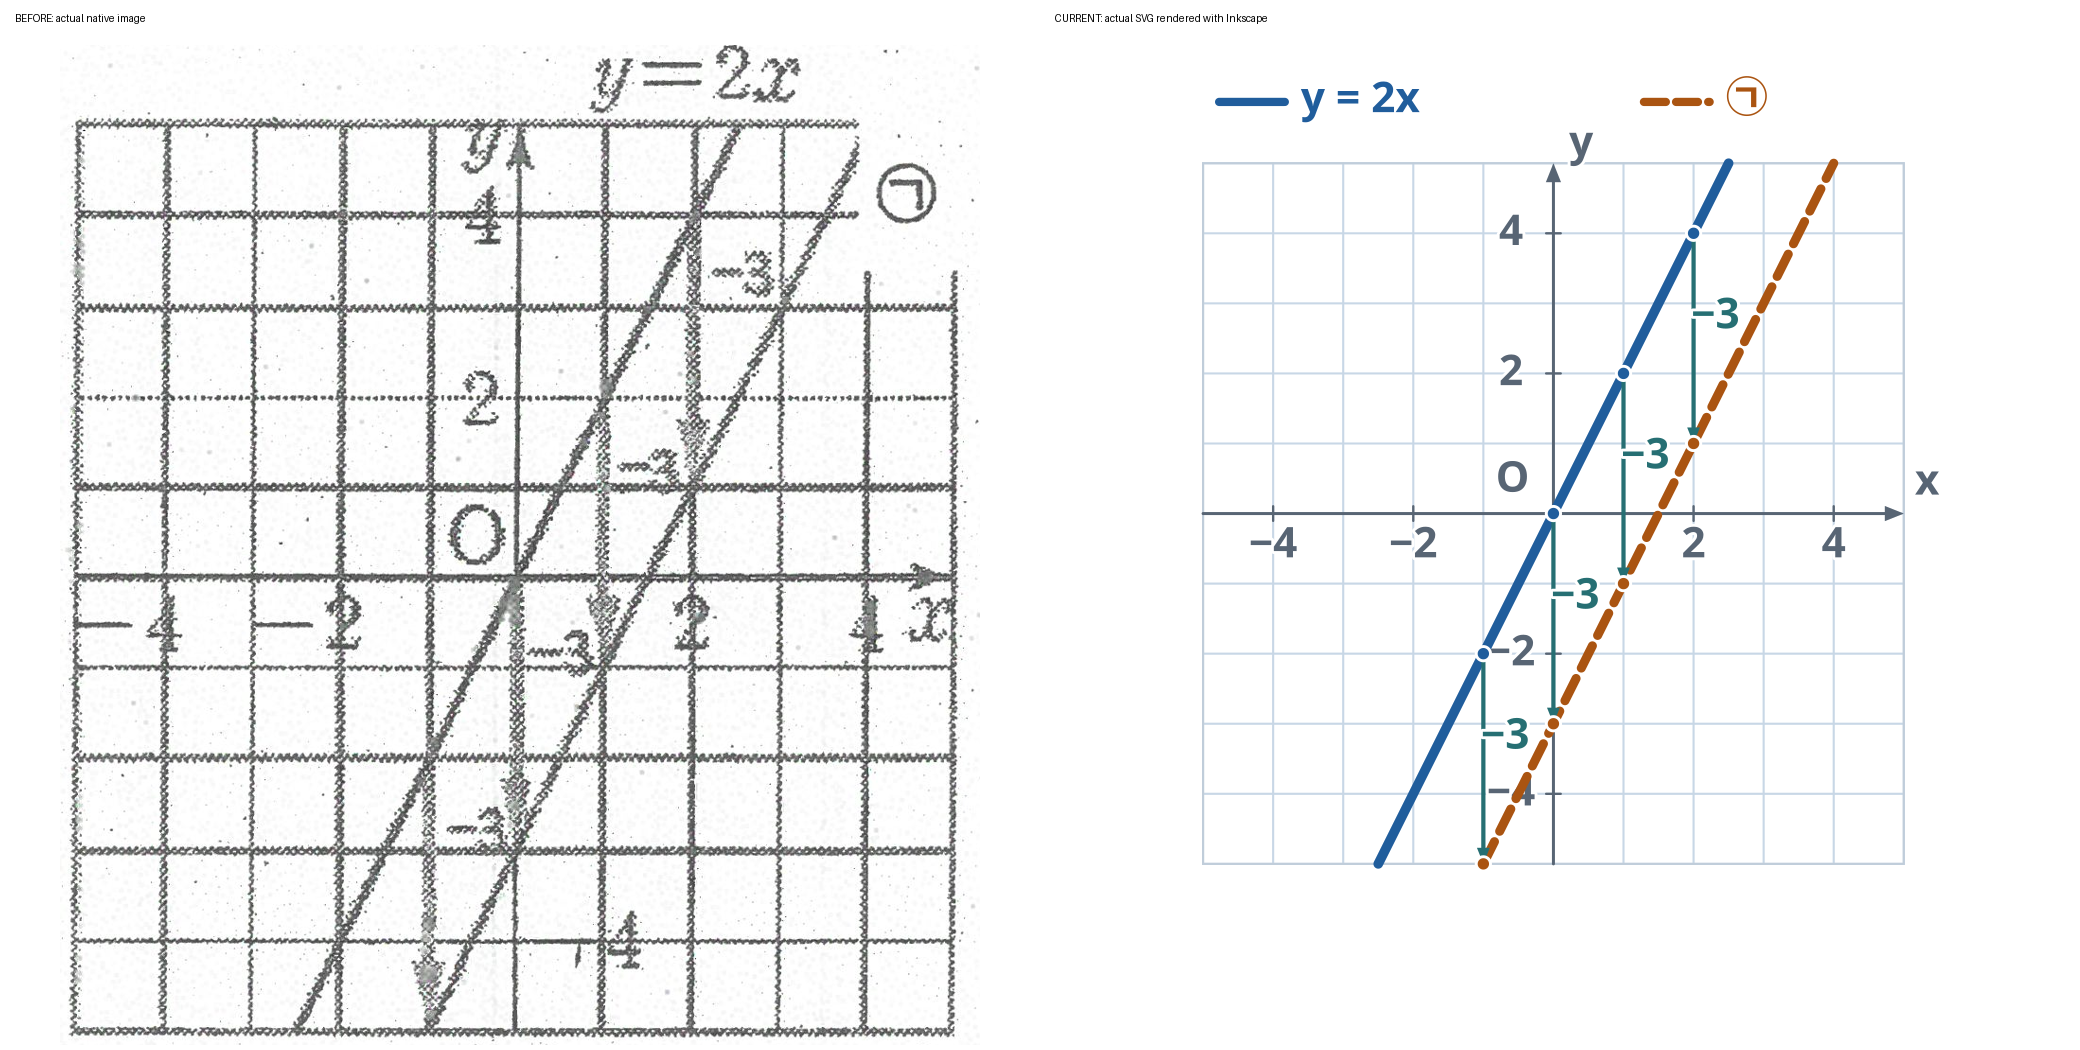 BEFORE: actual native image
y=2x
y
4
㉠
−3
2
−3
O
−4 −2 2 4 x
−3
−3
−4
CURRENT: actual SVG rendered with Inkscape
y = 2x ㉠
y
4
−3
2
−3
O x
−4 −2 2 4
−3
−2
−3
−4